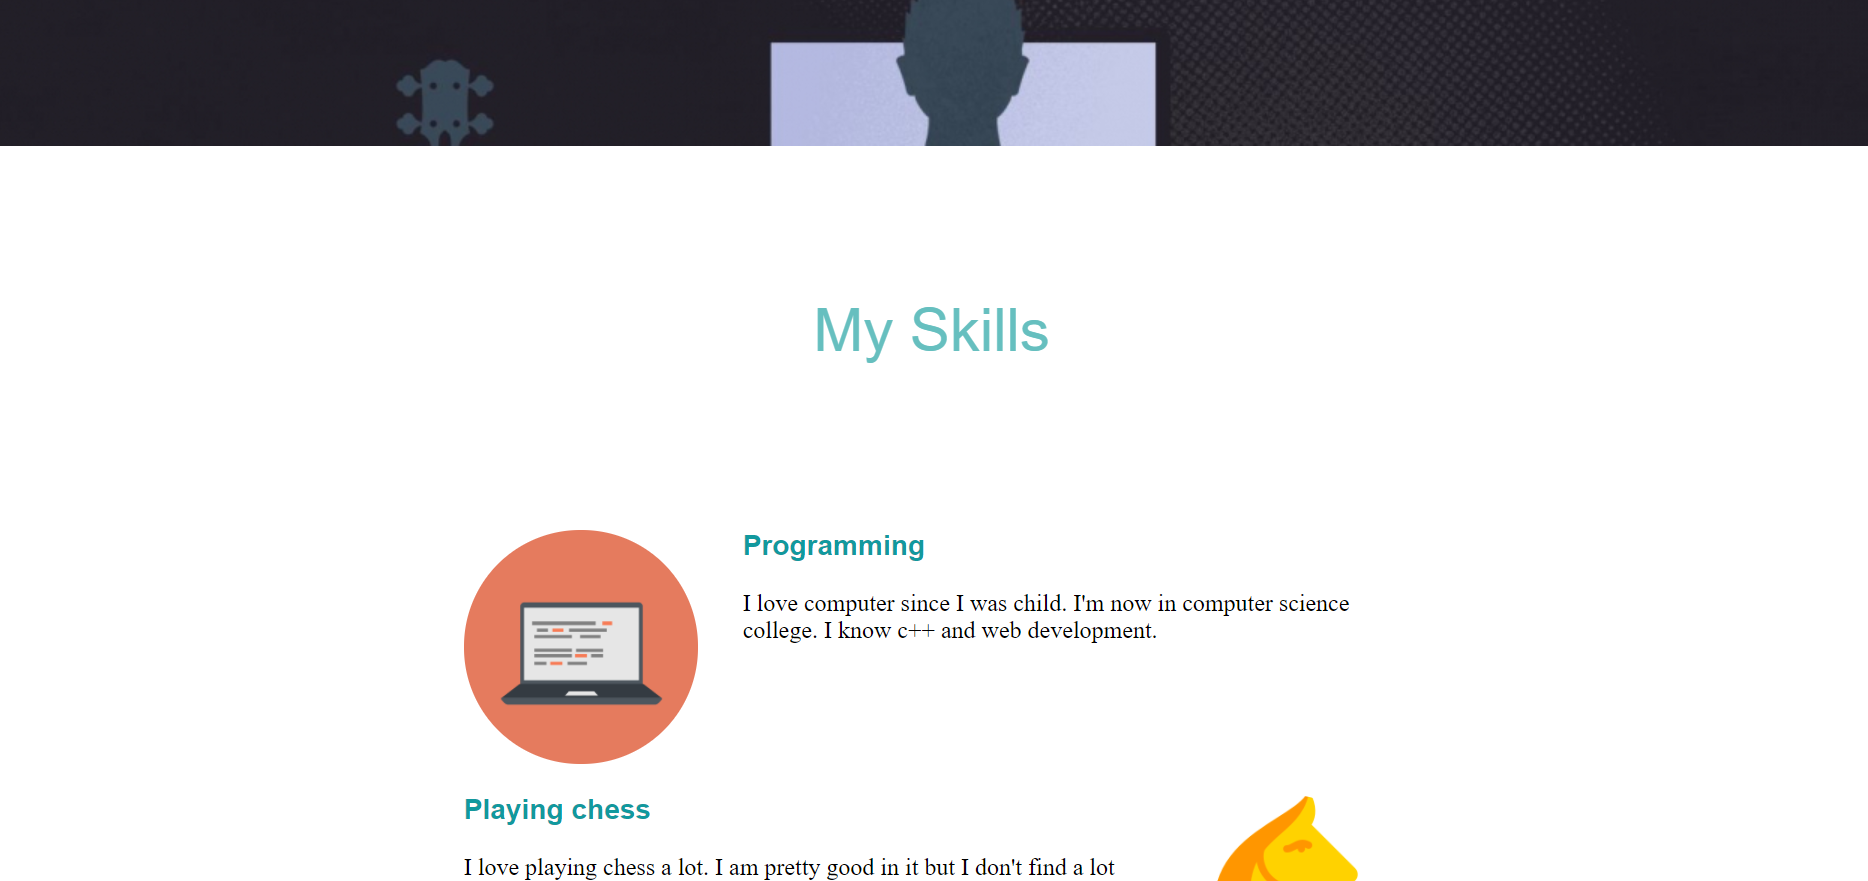 My Skills
Programming
I love computer since I was child. I'm now in computer science
college. I know c++ and web development.
Playing chess
I love playing chess a lot. I am pretty good in it but I don't find a lot